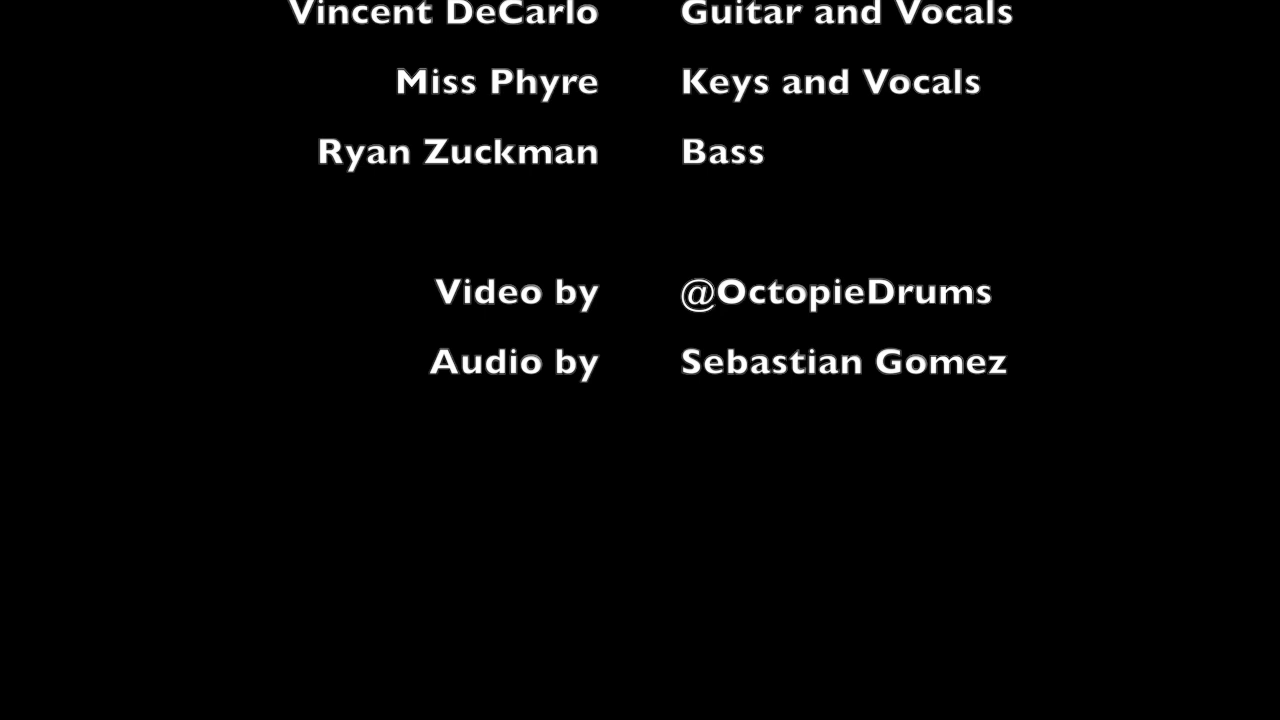 Vincent DeCarlo Guitar and Vocals
Miss Phyre Keys and Vocals
Ryan Zuckman Bass
Video by @OctopieDrums
Audio by Sebastian Gomez